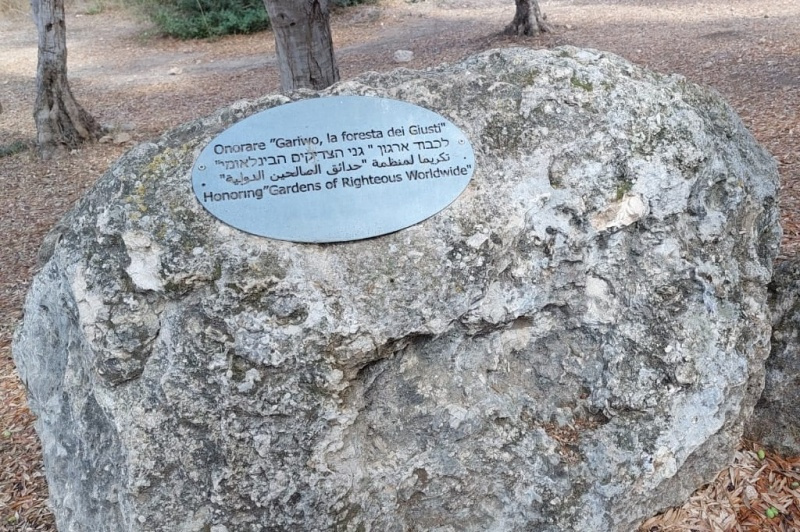 Onorare "Gariwo, la foresta dei Giusti"
לכבוד ארגון " גני הצדיקים הבינלאומי"
تكريما لمنظمة "حدائق الصالحين الدولية"
Honoring"Gardens of Righteous Worldwide"